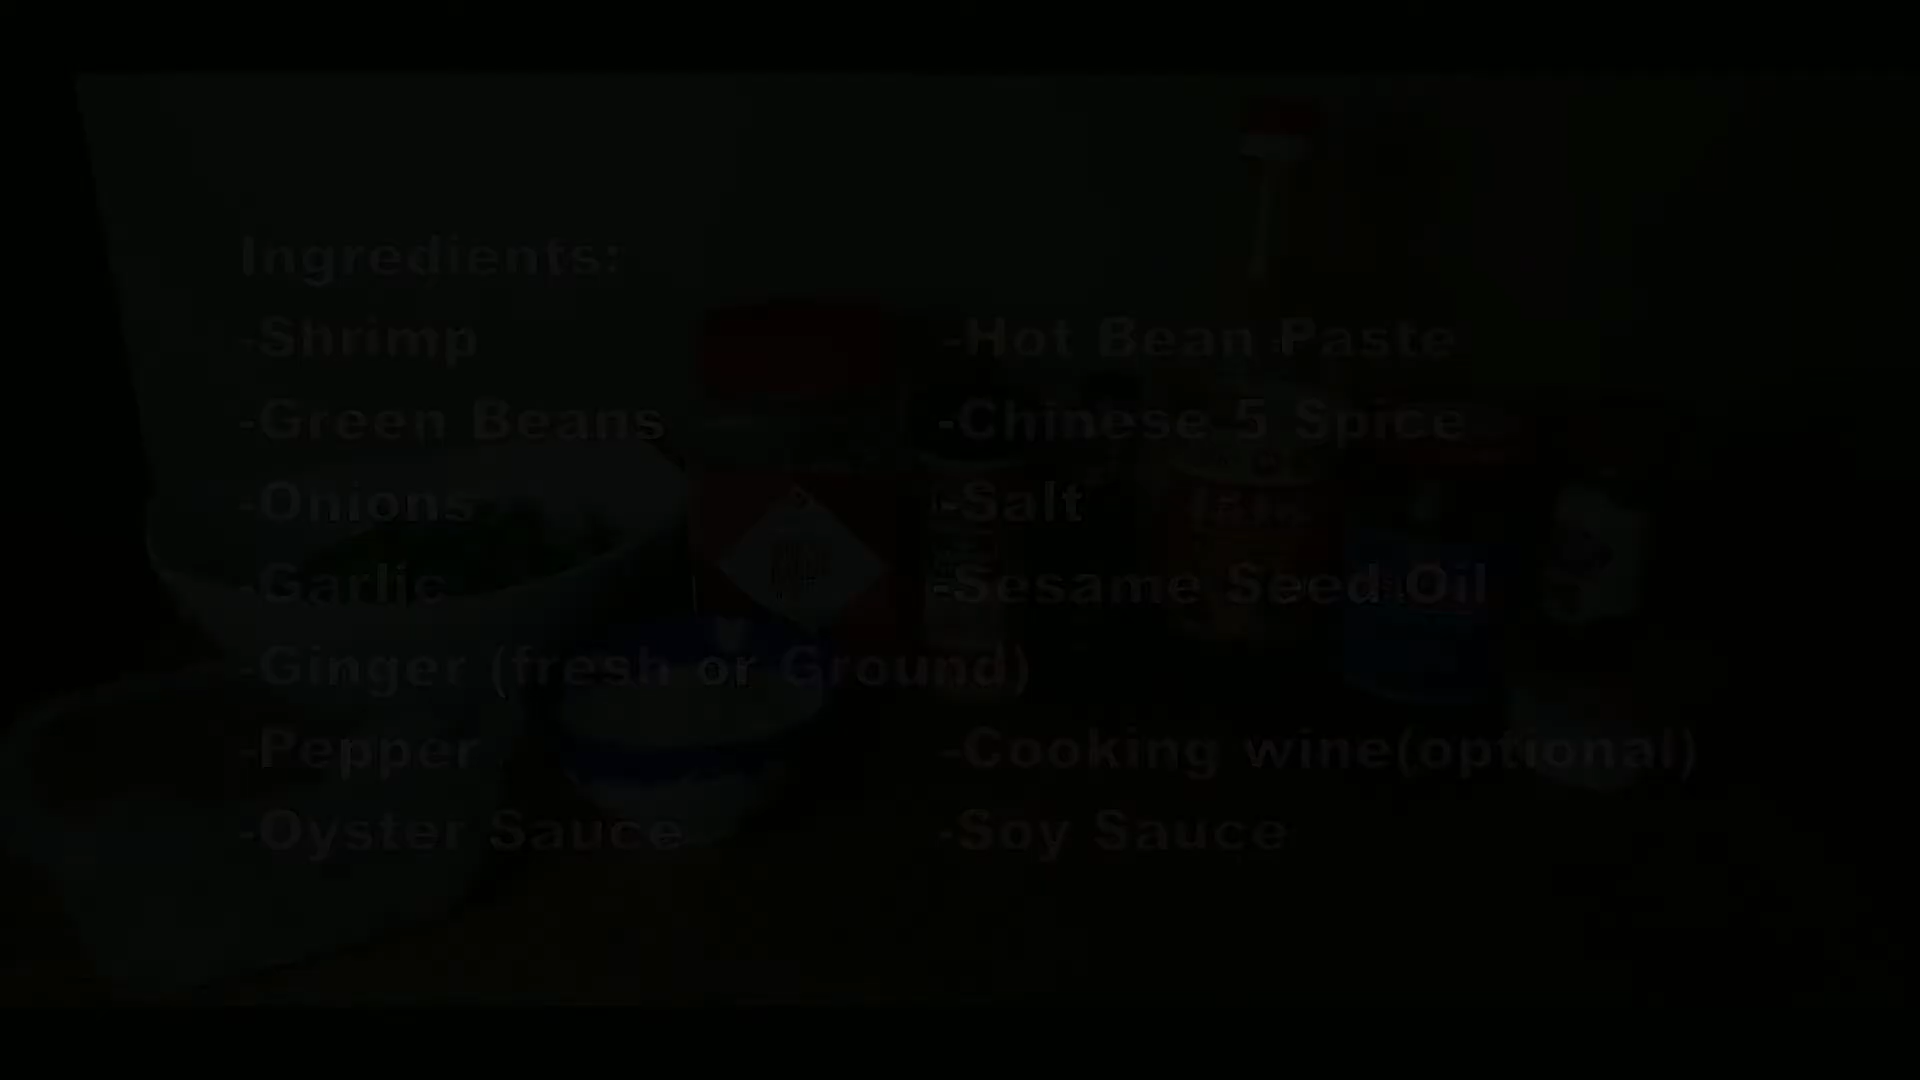 Ingredients:
-Shrimp
-Green Beans
-Onions
-Garlic
-Ginger (fresh or Ground)
-Pepper
-Oyster Sauce
-Hot Bean Paste
-Chinese 5 Spice
-Salt
-Sesame Seed Oil
-Cooking wine(optional)
-Soy Sauce